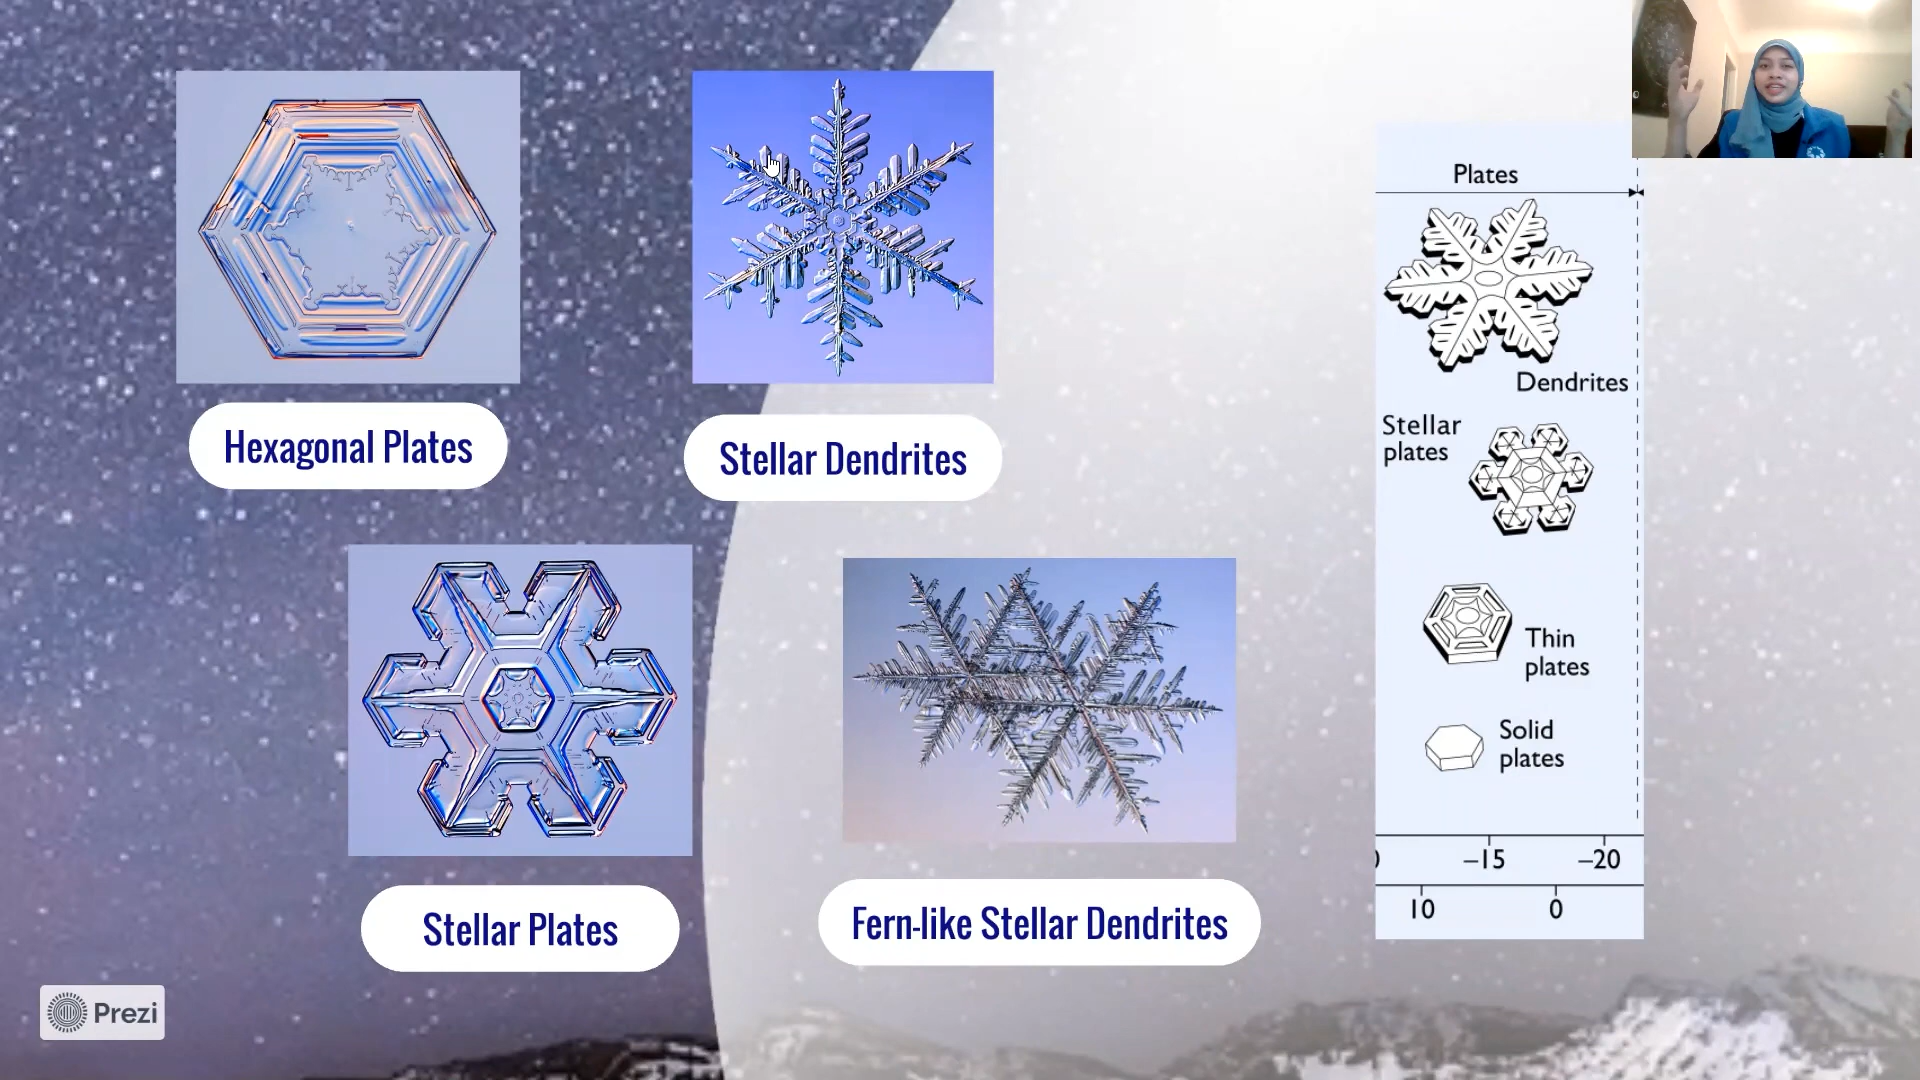 Hexagonal Plates
Stellar Dendrites
Stellar Plates
Fern-like Stellar Dendrites
Plates
Dendrites
Stellar
plates
Thin
plates
Solid
plates
–15 –20
10 0
Prezi